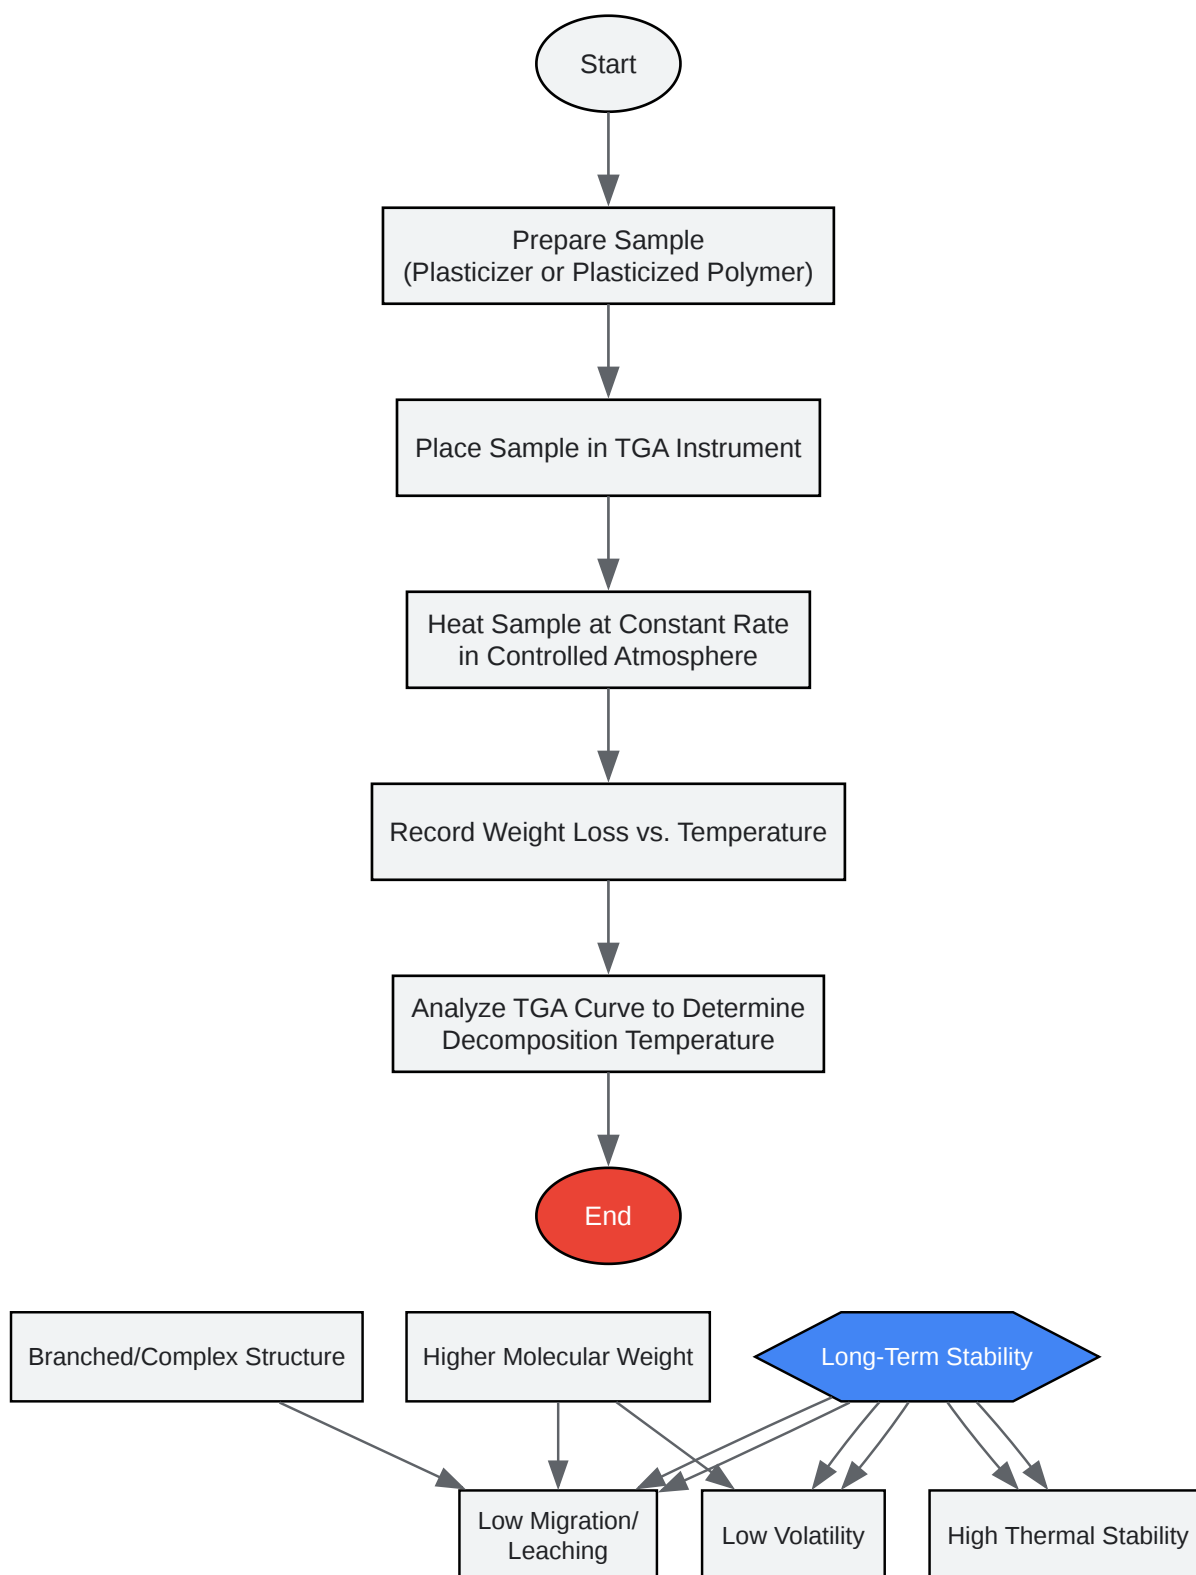 Start
Prepare Sample
(Plasticizer or Plasticized Polymer)
Place Sample in TGA Instrument
Heat Sample at Constant Rate
in Controlled Atmosphere
Record Weight Loss vs. Temperature
Analyze TGA Curve to Determine
Decomposition Temperature
End
Branched/Complex Structure
Higher Molecular Weight
Long-Term Stability
Low Migration/
Leaching
Low Volatility
High Thermal Stability